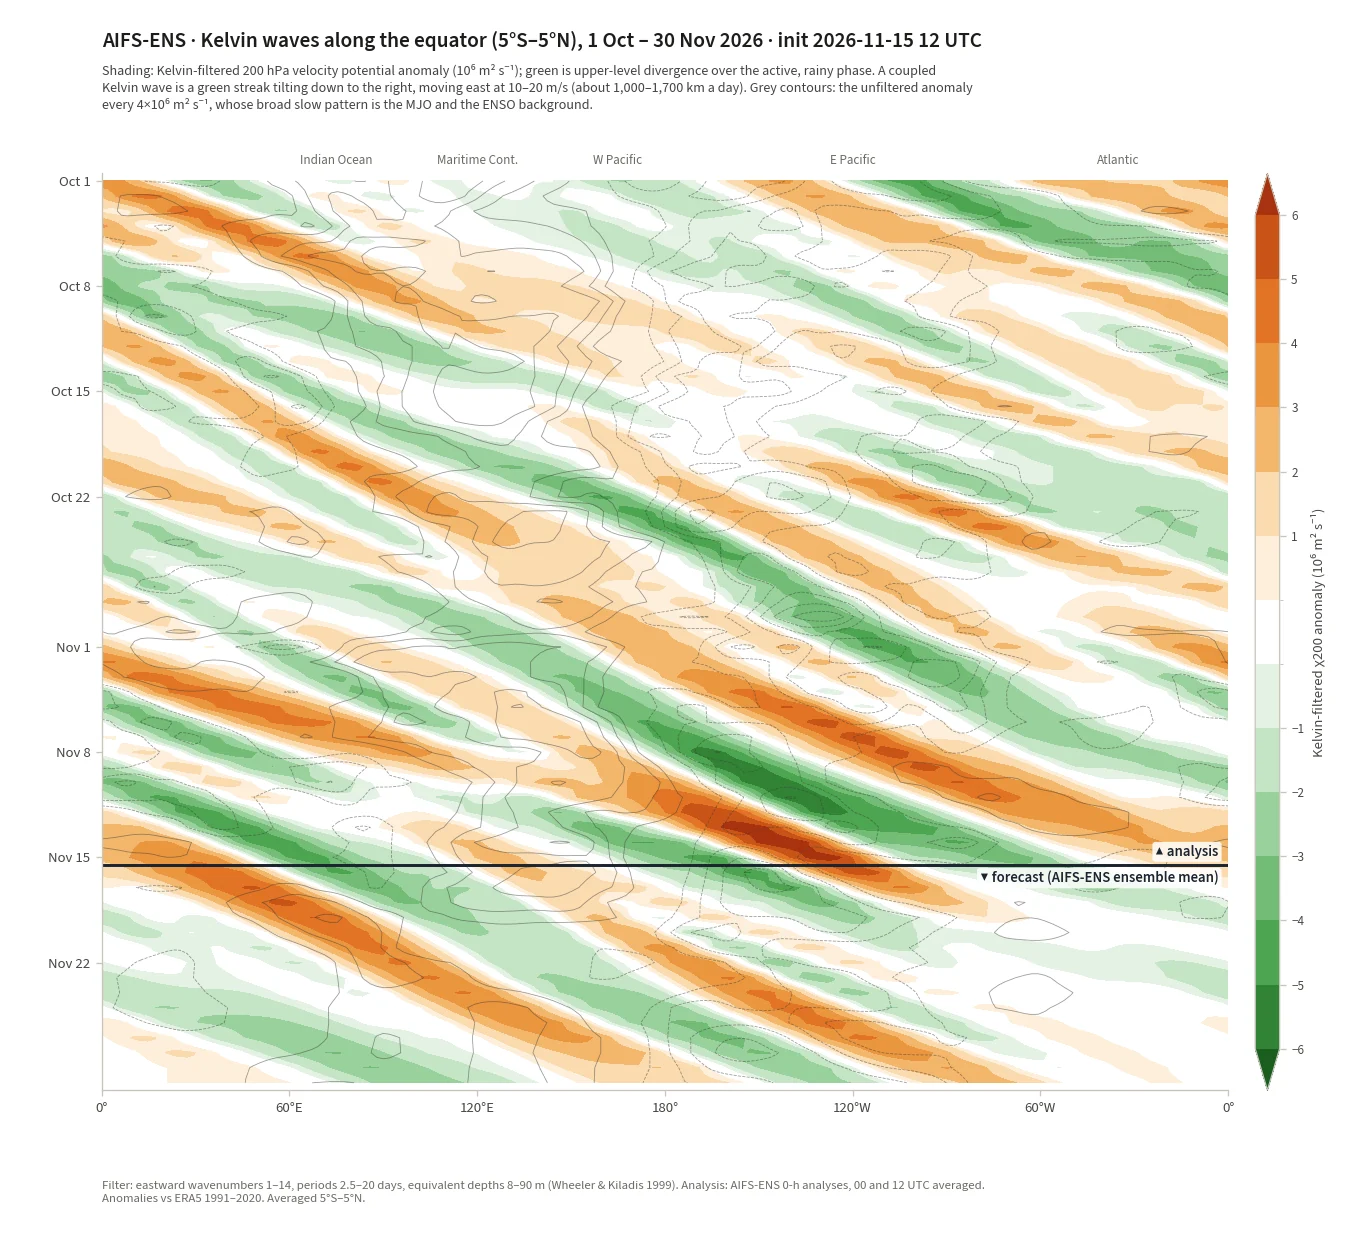 AIFS-ENS · Kelvin waves along the equator (5°S–5°N), 1 Oct – 30 Nov 2026 · init 2026-11-15 12 UTC
Shading: Kelvin-filtered 200 hPa velocity potential anomaly (10⁶ m² s⁻¹); green is upper-level divergence over the active, rainy phase. A coupled
Kelvin wave is a green streak tilting down to the right, moving east at 10–20 m/s (about 1,000–1,700 km a day). Grey contours: the unfiltered anomaly
every 4×10⁶ m² s⁻¹, whose broad slow pattern is the MJO and the ENSO background.
Indian Ocean Maritime Cont. W Pacific E Pacific Atlantic
Oct 1
Oct 8
Oct 15
Oct 22
Nov 1
Nov 8
Nov 15
Nov 22
▲ analysis
▼ forecast (AIFS-ENS ensemble mean)
0° 60°E 120°E 180° 120°W 60°W 0°
6
5
4
3
2
1
−1
−2
−3
−4
−5
−6
Kelvin-filtered χ200 anomaly (10⁶ m² s⁻¹)
Filter: eastward wavenumbers 1–14, periods 2.5–20 days, equivalent depths 8–90 m (Wheeler & Kiladis 1999). Analysis: AIFS-ENS 0-h analyses, 00 and 12 UTC averaged.
Anomalies vs ERA5 1991–2020. Averaged 5°S–5°N.